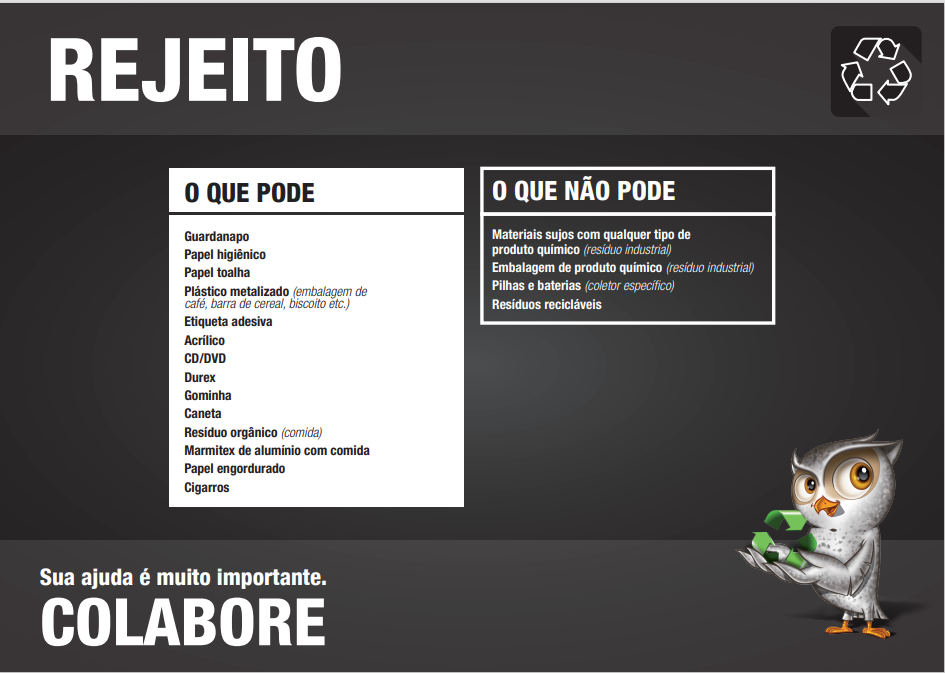 REJEITO
O QUE PODE
Guardanapo
Papel higiênico
Papel toalha
Plástico metalizado (embalagem de
café, barra de cereal, biscoito etc.)
Etiqueta adesiva
Acrílico
CD/DVD
Durex
Gominha
Caneta
Resíduo orgânico (comida)
Marmitex de alumínio com comida
Papel engordurado
Cigarros
O QUE NÃO PODE
Materiais sujos com qualquer tipo de
produto químico (resíduo industrial)
Embalagem de produto químico (resíduo industrial)
Pilhas e baterias (coletor específico)
Resíduos recicláveis
Sua ajuda é muito importante.
COLABORE